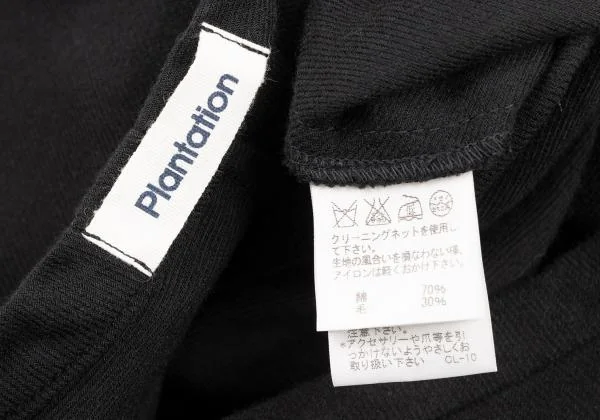 Plantation
クリーニングネットを使用し
て下さい。
生地の風合いを損なわない様、
アイロンは軽くおかけ下さい。
綿 70%
毛 30%
注意下さい。
*アクセサリーや爪等を引
っかけないようやさしくお
取り扱い下さい CL-10